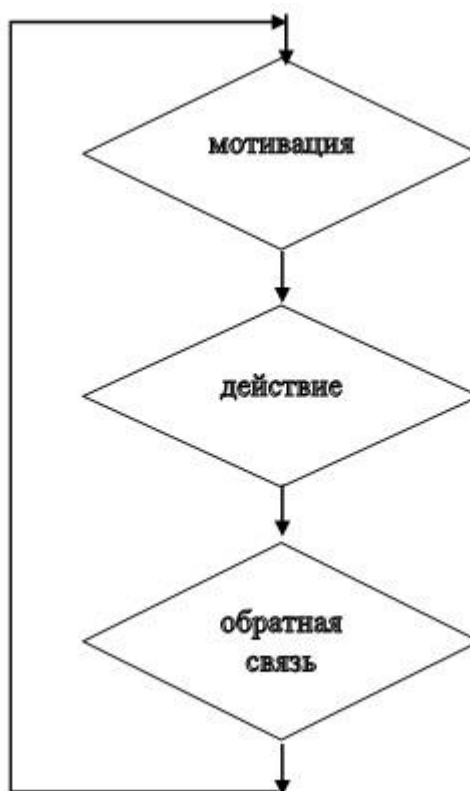 мотивация
действие
обратная
связь